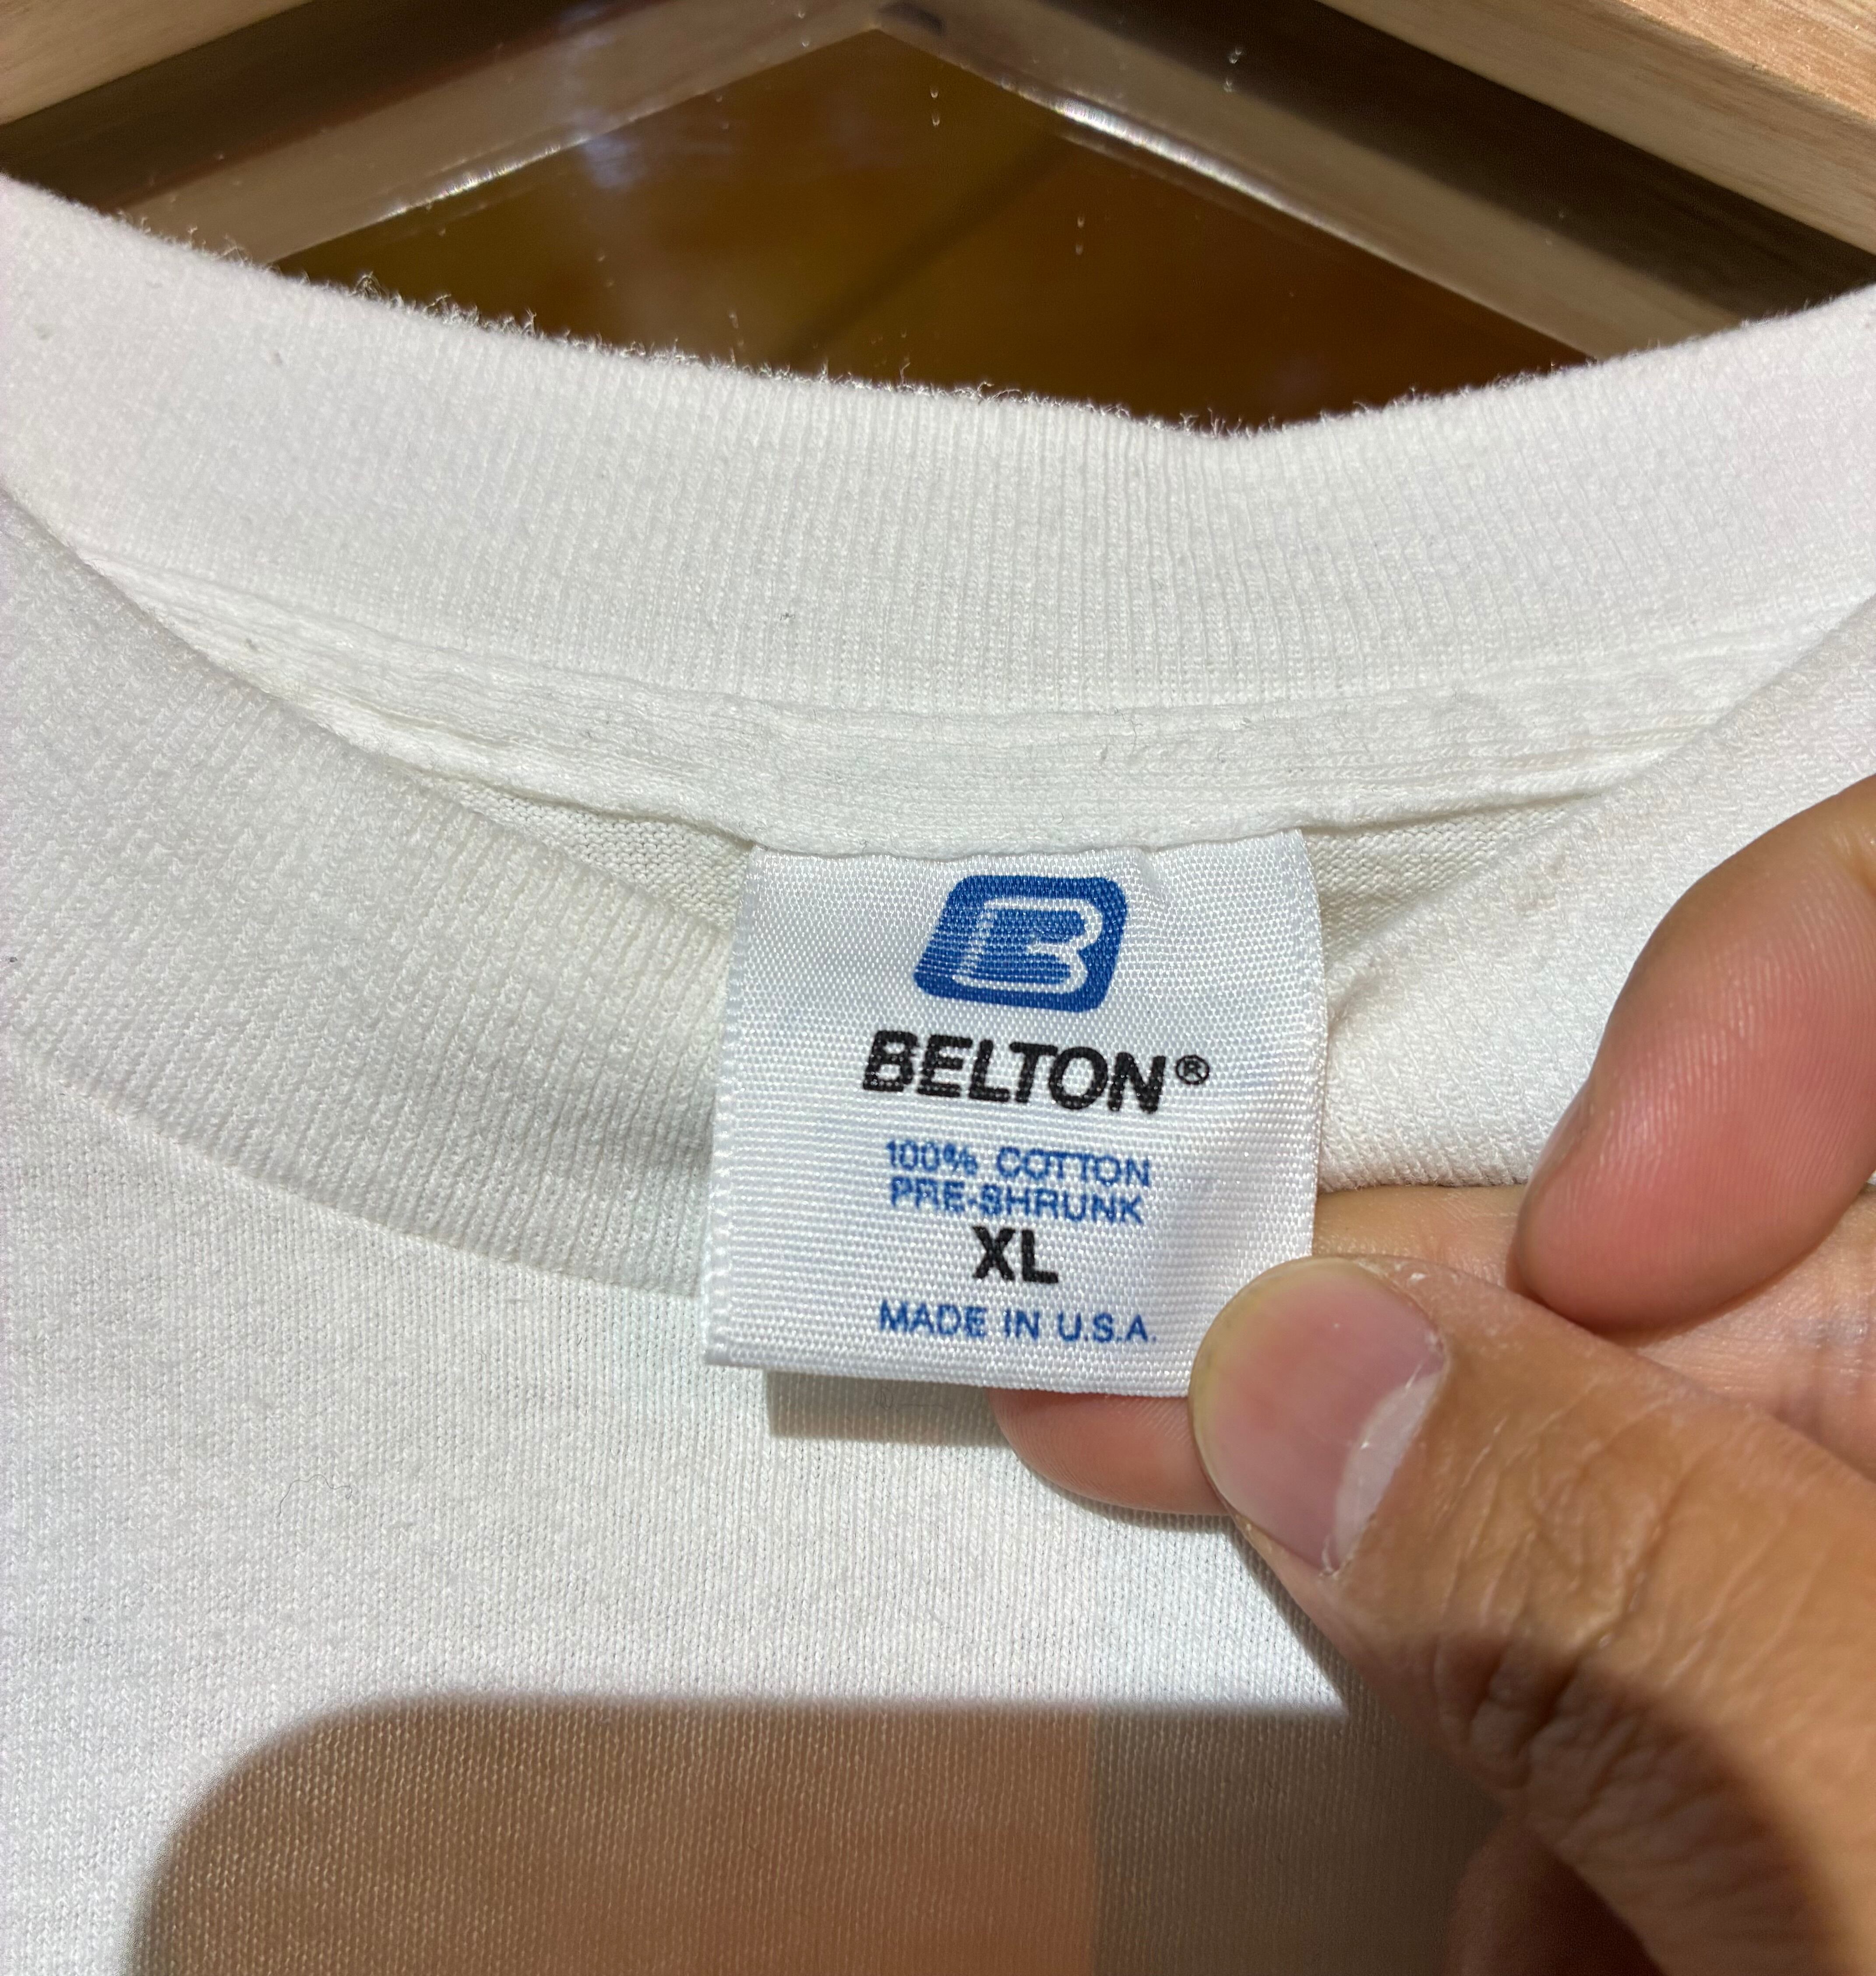 B
BELTON®
100% COTTON
PRE-SHRUNK
XL
MADE IN U.S.A.